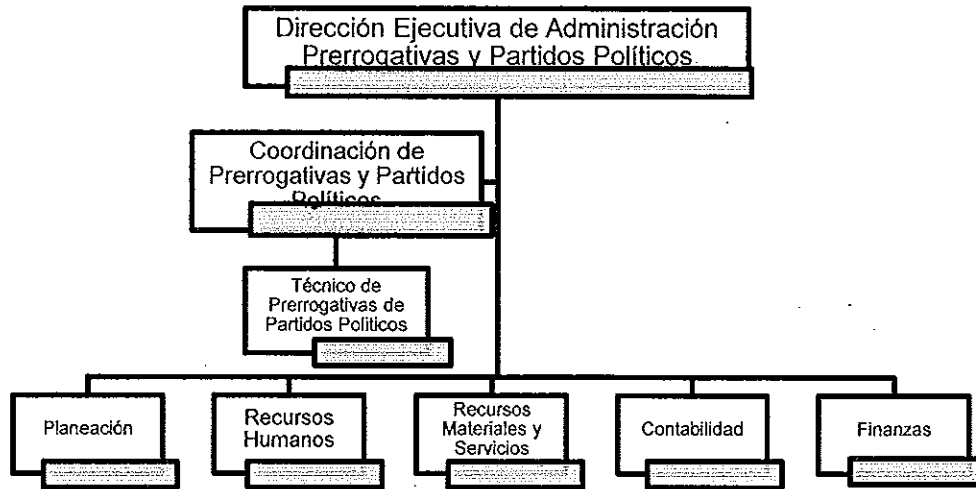 Dirección Ejecutiva de Administración
Prerrogativas y Partidos Políticos
Coordinación de
Prerrogativas y Partidos
Políticos
Técnico de
Prerrogativas de
Partidos Políticos
Planeación
Recursos
Humanos
Recursos
Materiales y
Servicios
Contabilidad
Finanzas